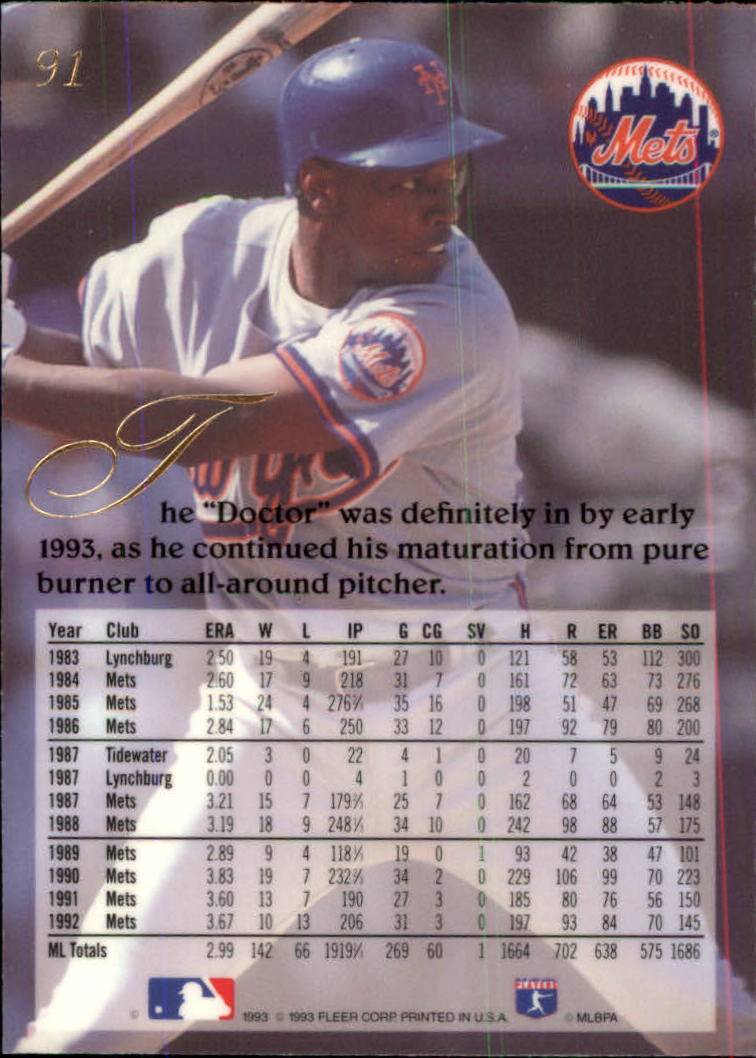 91
Mets
Mets
The "Doctor" was definitely in by early
1993, as he continued his maturation from pure
burner to all-around pitcher.
Year Club ERA W L IP G CG SV H R ER BB SO
1983 Lynchburg 2.50 19 4 191 27 10 0 121 58 53 112 300
1984 Mets 2.60 17 9 218 31 7 0 161 72 63 73 276
1985 Mets 1.53 24 4 276⅔ 35 16 0 198 51 47 69 268
1986 Mets 2.84 17 6 250 33 12 0 197 92 79 80 200
1987 Tidewater 2.05 3 0 22 4 1 0 20 7 5 9 24
1987 Lynchburg 0.00 0 0 4 1 0 0 2 0 0 2 3
1987 Mets 3.21 15 7 179⅔ 25 7 0 162 68 64 53 148
1988 Mets 3.19 18 9 248⅓ 34 10 0 242 98 88 57 175
1989 Mets 2.89 9 4 118⅓ 19 0 1 93 42 38 47 101
1990 Mets 3.83 19 7 232⅔ 34 2 0 229 106 99 70 223
1991 Mets 3.60 13 7 190 27 3 0 185 80 76 56 150
1992 Mets 3.67 10 13 206 31 3 0 197 93 84 70 145
ML Totals 2.99 142 66 1919⅔ 269 60 1 1664 702 638 575 1686
PLAYERS
© 1993 © 1993 FLEER CORP. PRINTED IN U.S.A. © MLBPA